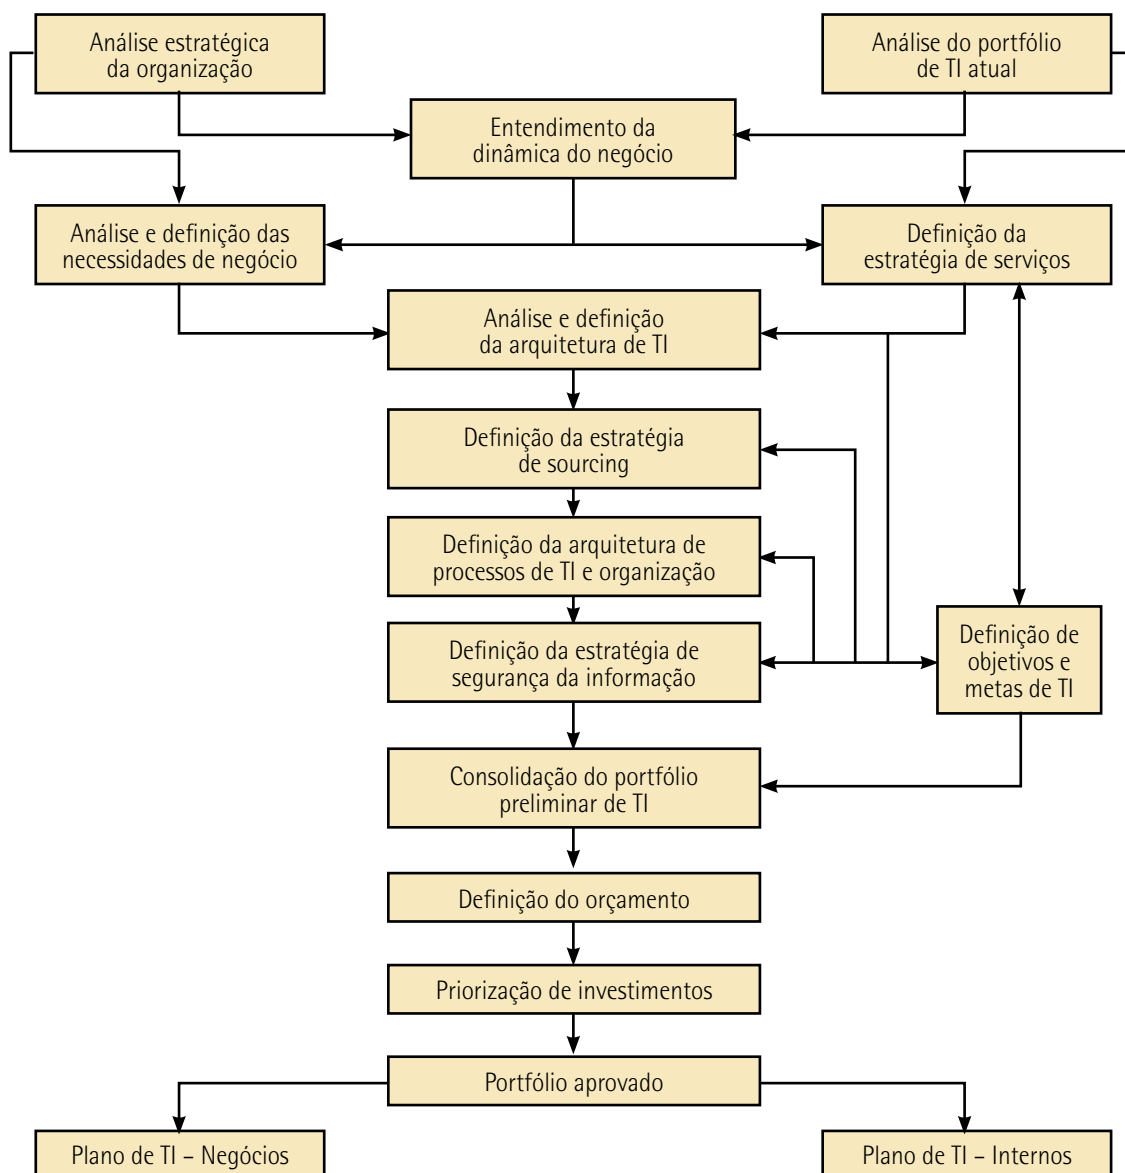 Análise estratégica
da organização
Análise do portfólio
de TI atual
Entendimento da
dinâmica do negócio
Análise e definição das
necessidades de negócio
Definição da
estratégia de serviços
Análise e definição
da arquitetura de TI
Definição da estratégia
de sourcing
Definição da arquitetura de
processos de TI e organização
Definição da estratégia de
segurança da informação
Definição de
objetivos e
metas de TI
Consolidação do portfólio
preliminar de TI
Definição do orçamento
Priorização de investimentos
Portfólio aprovado
Plano de TI – Negócios
Plano de TI – Internos